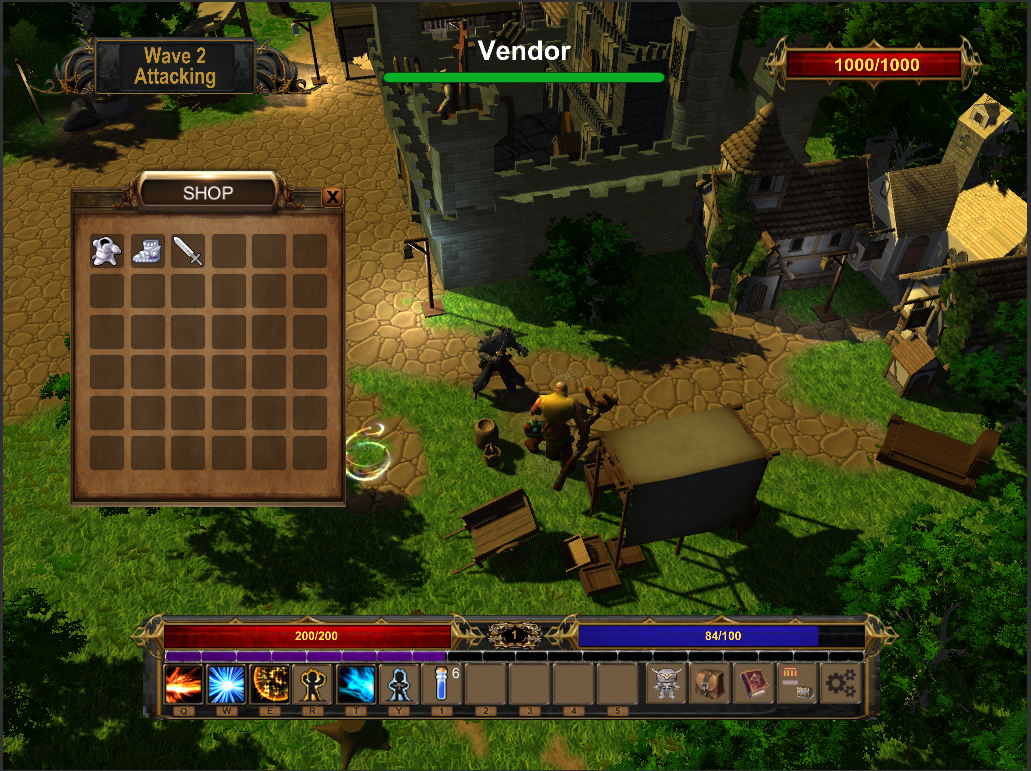 Wave 2
Attacking
Vendor
1000/1000
SHOP
X
200/200
1
84/100
6
Q W E R T Y 1 2 3 4 5